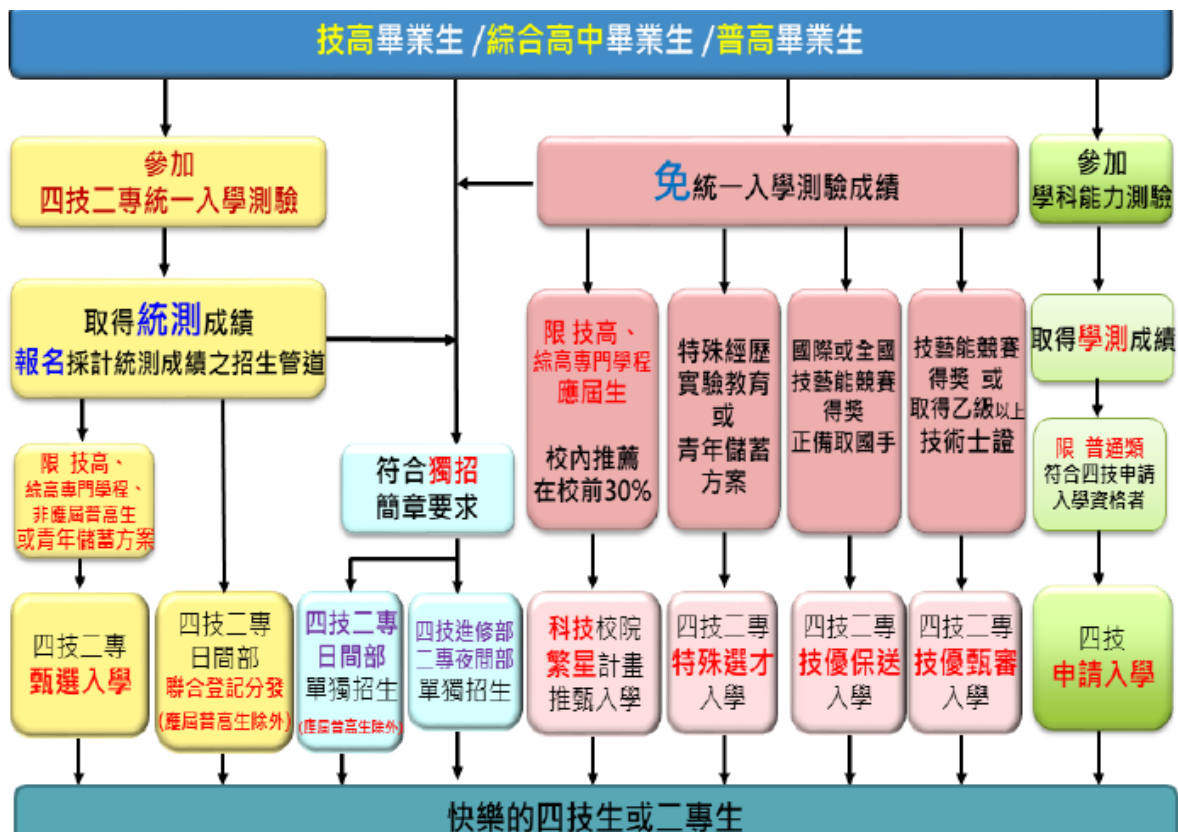 技高畢業生 /綜合高中畢業生 /普高畢業生
參加
四技二專統一入學測驗
免統一入學測驗成績
參加
學科能力測驗
取得統測成績
報名採計統測成績之招生管道
限 技高、
綜高專門學程
應屆生
校內推薦
在校前30%
特殊經歷
實驗教育
或
青年儲蓄
方案
國際或全國
技藝能競賽
得獎
正備取國手
技藝能競賽
得獎 或
取得乙級以上
技術士證
取得學測成績
限 技高、
綜高專門學程、
非應屆普高生
或青年儲蓄方案
符合獨招
簡章要求
限 普通類
符合四技申請
入學資格者
四技二專
甄選入學
四技二專
日間部
聯合登記分發
(應屆普高生除外)
四技二專
日間部
單獨招生
(應屆普高生除外)
四技進修部
二專夜間部
單獨招生
科技校院
繁星計畫
推甄入學
四技二專
特殊選才
入學
四技二專
技優保送
入學
四技二專
技優甄審
入學
四技
申請入學
快樂的四技生或二專生